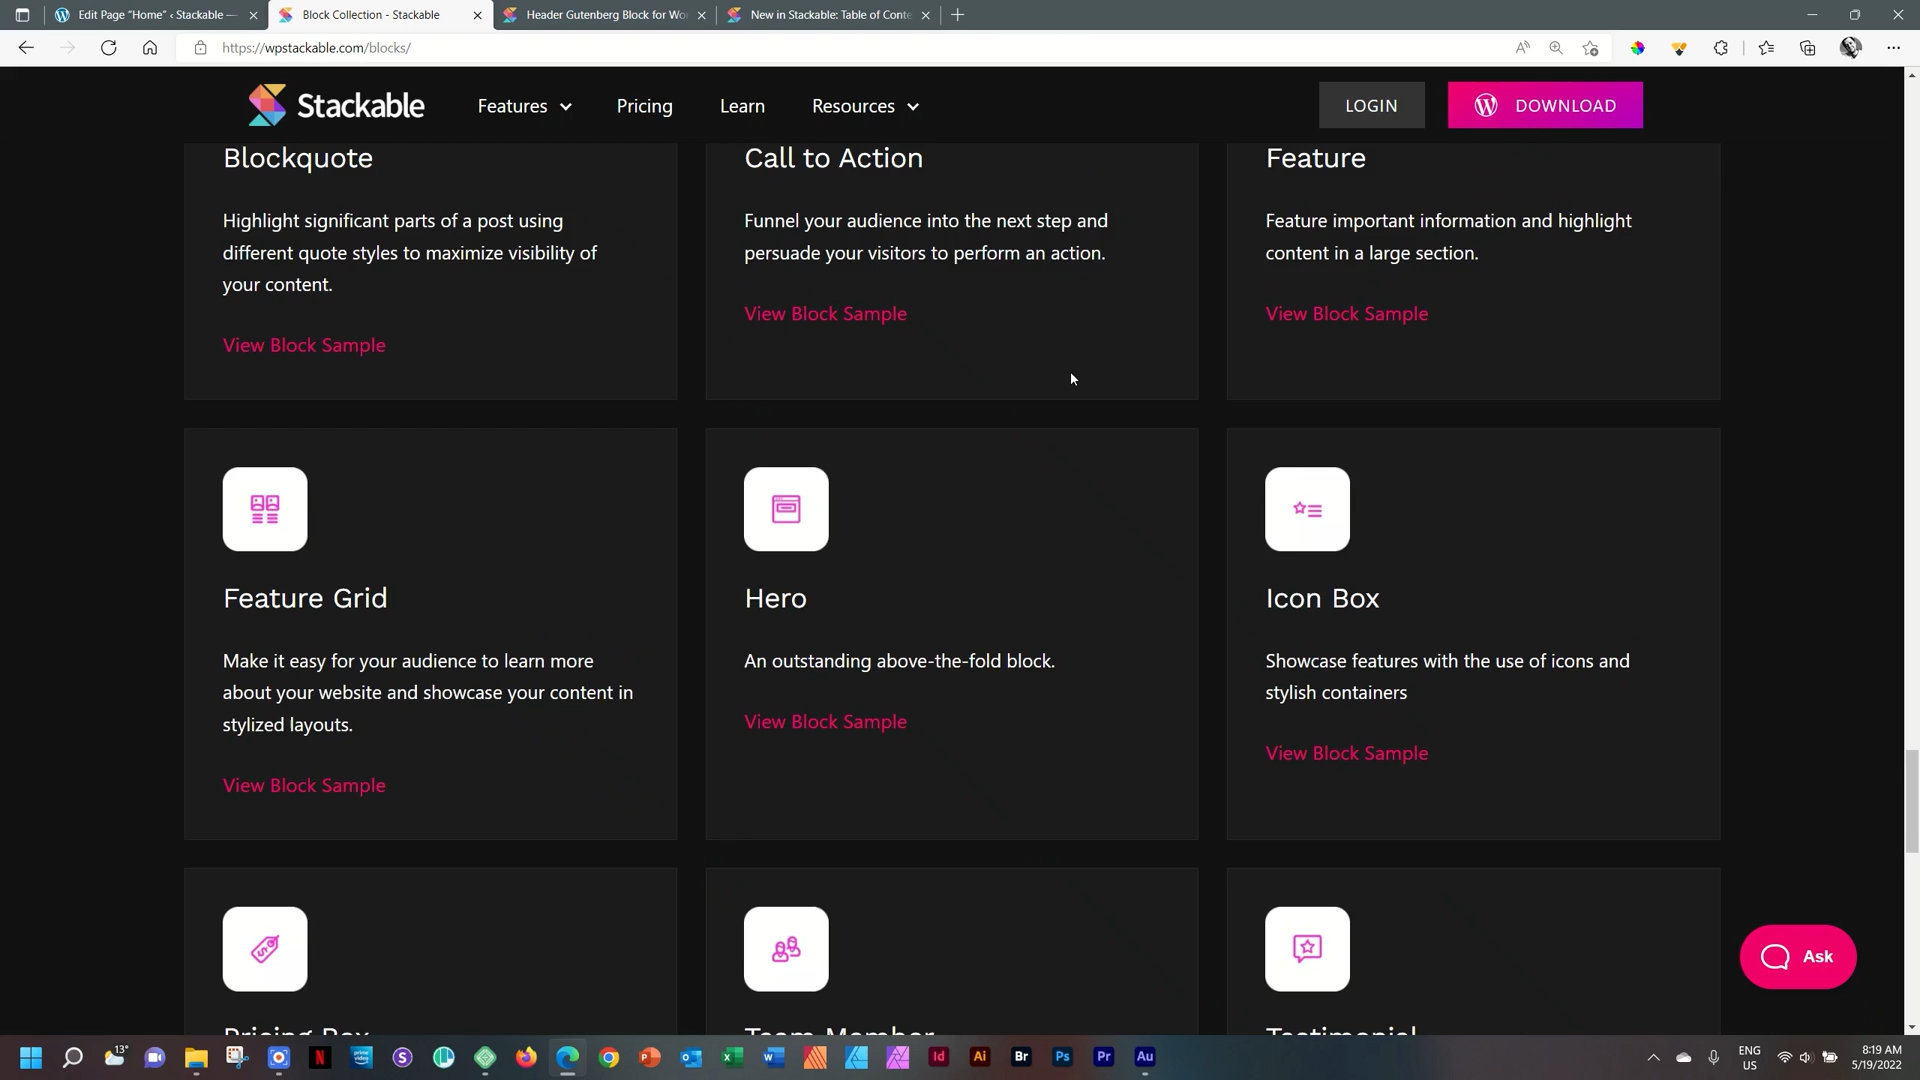 Edit Page “Home” ‹ Stackable —
Block Collection - Stackable
Header Gutenberg Block for Wo
New in Stackable: Table of Conte
https://wpstackable.com/blocks/
Stackable
Features
Pricing
Learn
Resources
LOGIN
DOWNLOAD
Blockquote
Highlight significant parts of a post using
different quote styles to maximize visibility of
your content.
View Block Sample
Call to Action
Funnel your audience into the next step and
persuade your visitors to perform an action.
View Block Sample
Feature
Feature important information and highlight
content in a large section.
View Block Sample
Feature Grid
Make it easy for your audience to learn more
about your website and showcase your content in
stylized layouts.
View Block Sample
Hero
An outstanding above-the-fold block.
View Block Sample
Icon Box
Showcase features with the use of icons and
stylish containers
View Block Sample
Pricing Box
Team Member
Testimonial
Ask
13°
N
prime video
S
Id
Ai
Br
Ps
Pr
Au
ENG
US
8:19 AM
5/19/2022